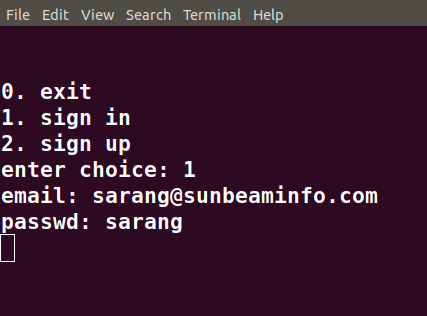 File Edit View Search Terminal Help
0. exit
1. sign in
2. sign up
enter choice: 1
email: sarang@sunbeaminfo.com
passwd: sarang